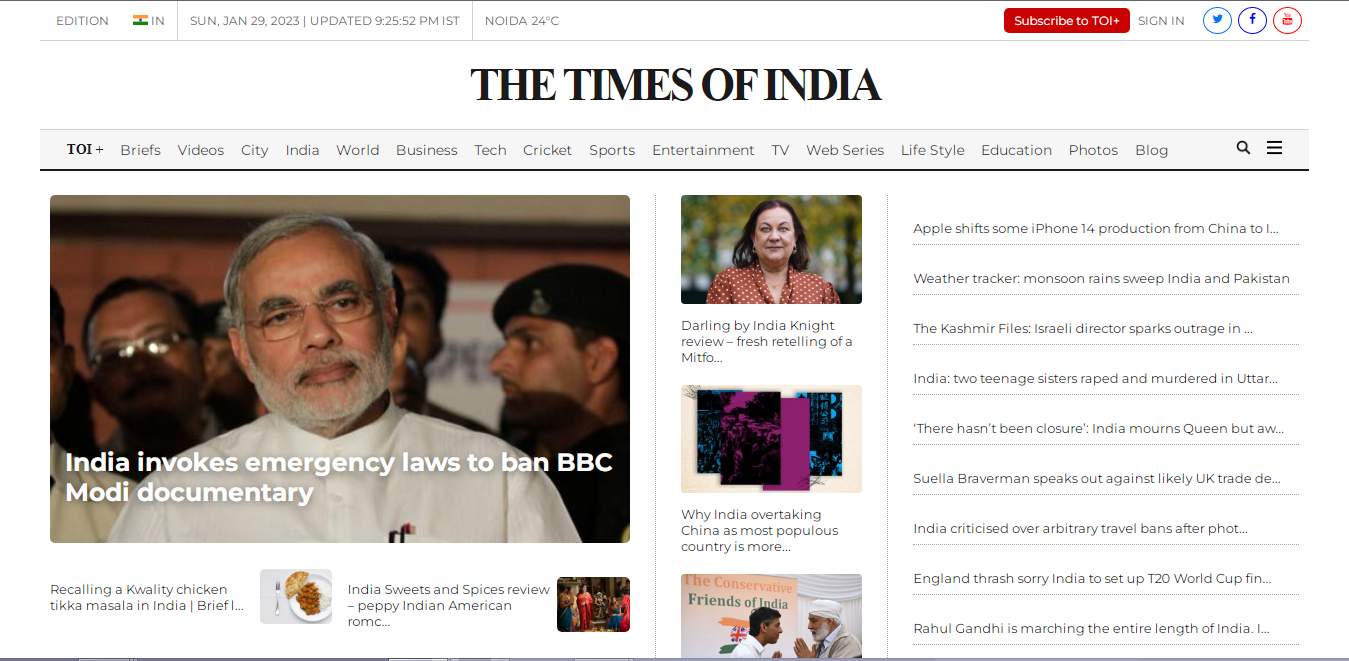 EDITION IN SUN, JAN 29, 2023 | UPDATED 9:25:52 PM IST NOIDA 24°C Subscribe to TOI+ SIGN IN
THE TIMES OF INDIA
TOI + Briefs Videos City India World Business Tech Cricket Sports Entertainment TV Web Series Life Style Education Photos Blog
India invokes emergency laws to ban BBC
Modi documentary
Recalling a Kwality chicken
tikka masala in India | Brief l...
India Sweets and Spices review
– peppy Indian American
romc...
Darling by India Knight
review – fresh retelling of a
Mitfo...
Why India overtaking
China as most populous
country is more...
The Conservative
Friends of India
Apple shifts some iPhone 14 production from China to I...
Weather tracker: monsoon rains sweep India and Pakistan
The Kashmir Files: Israeli director sparks outrage in ...
India: two teenage sisters raped and murdered in Uttar...
‘There hasn’t been closure’: India mourns Queen but aw...
Suella Braverman speaks out against likely UK trade de...
India criticised over arbitrary travel bans after phot...
England thrash sorry India to set up T20 World Cup fin...
Rahul Gandhi is marching the entire length of India. I...